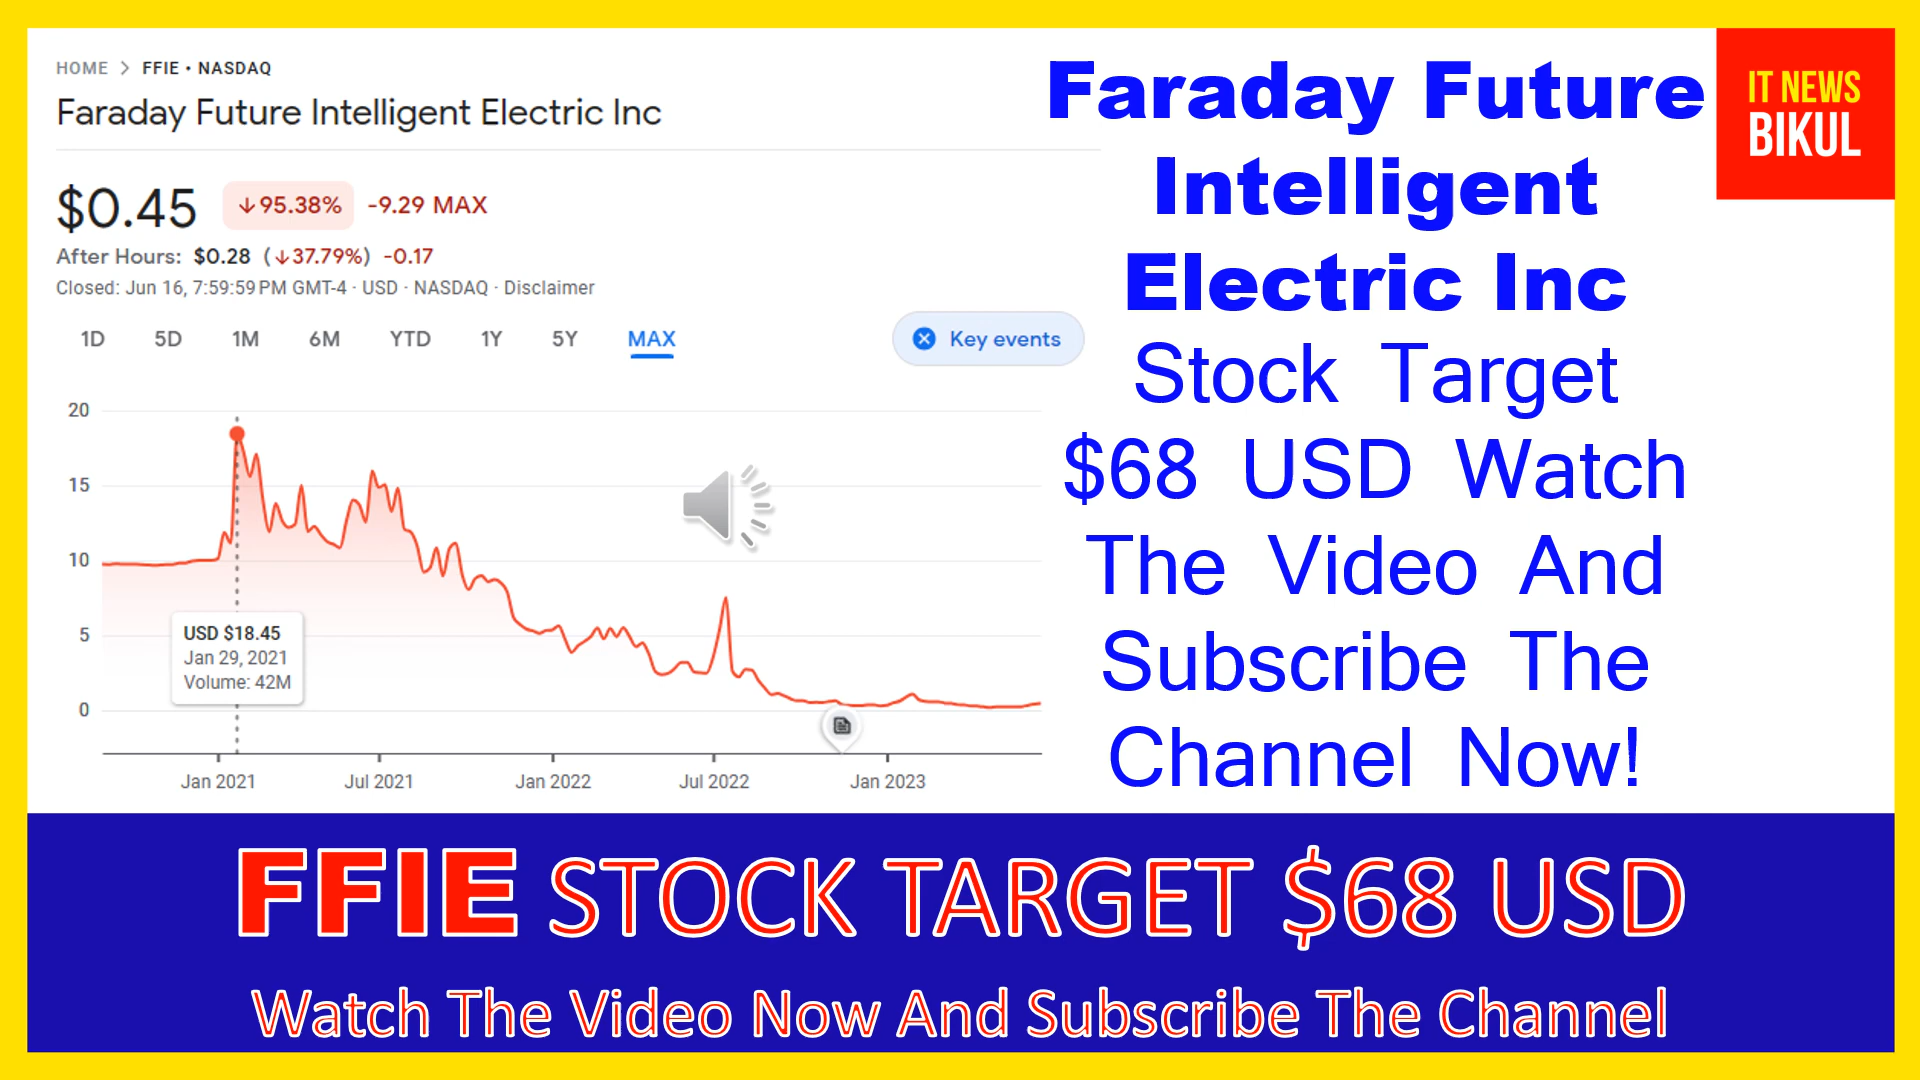 HOME > FFIE • NASDAQ
Faraday Future Intelligent Electric Inc
$0.45 ↓95.38% -9.29 MAX
After Hours: $0.28 (↓37.79%) -0.17
Closed: Jun 16, 7:59:59 PM GMT-4 · USD · NASDAQ · Disclaimer
1D 5D 1M 6M YTD 1Y 5Y MAX
Key events
20
15
10
5
0
USD $18.45
Jan 29, 2021
Volume: 42M
Jan 2021 Jul 2021 Jan 2022 Jul 2022 Jan 2023
Faraday Future
Intelligent
Electric Inc
Stock Target
$68 USD Watch
The Video And
Subscribe The
Channel Now!
IT NEWS
BIKUL
FFIE STOCK TARGET $68 USD
Watch The Video Now And Subscribe The Channel